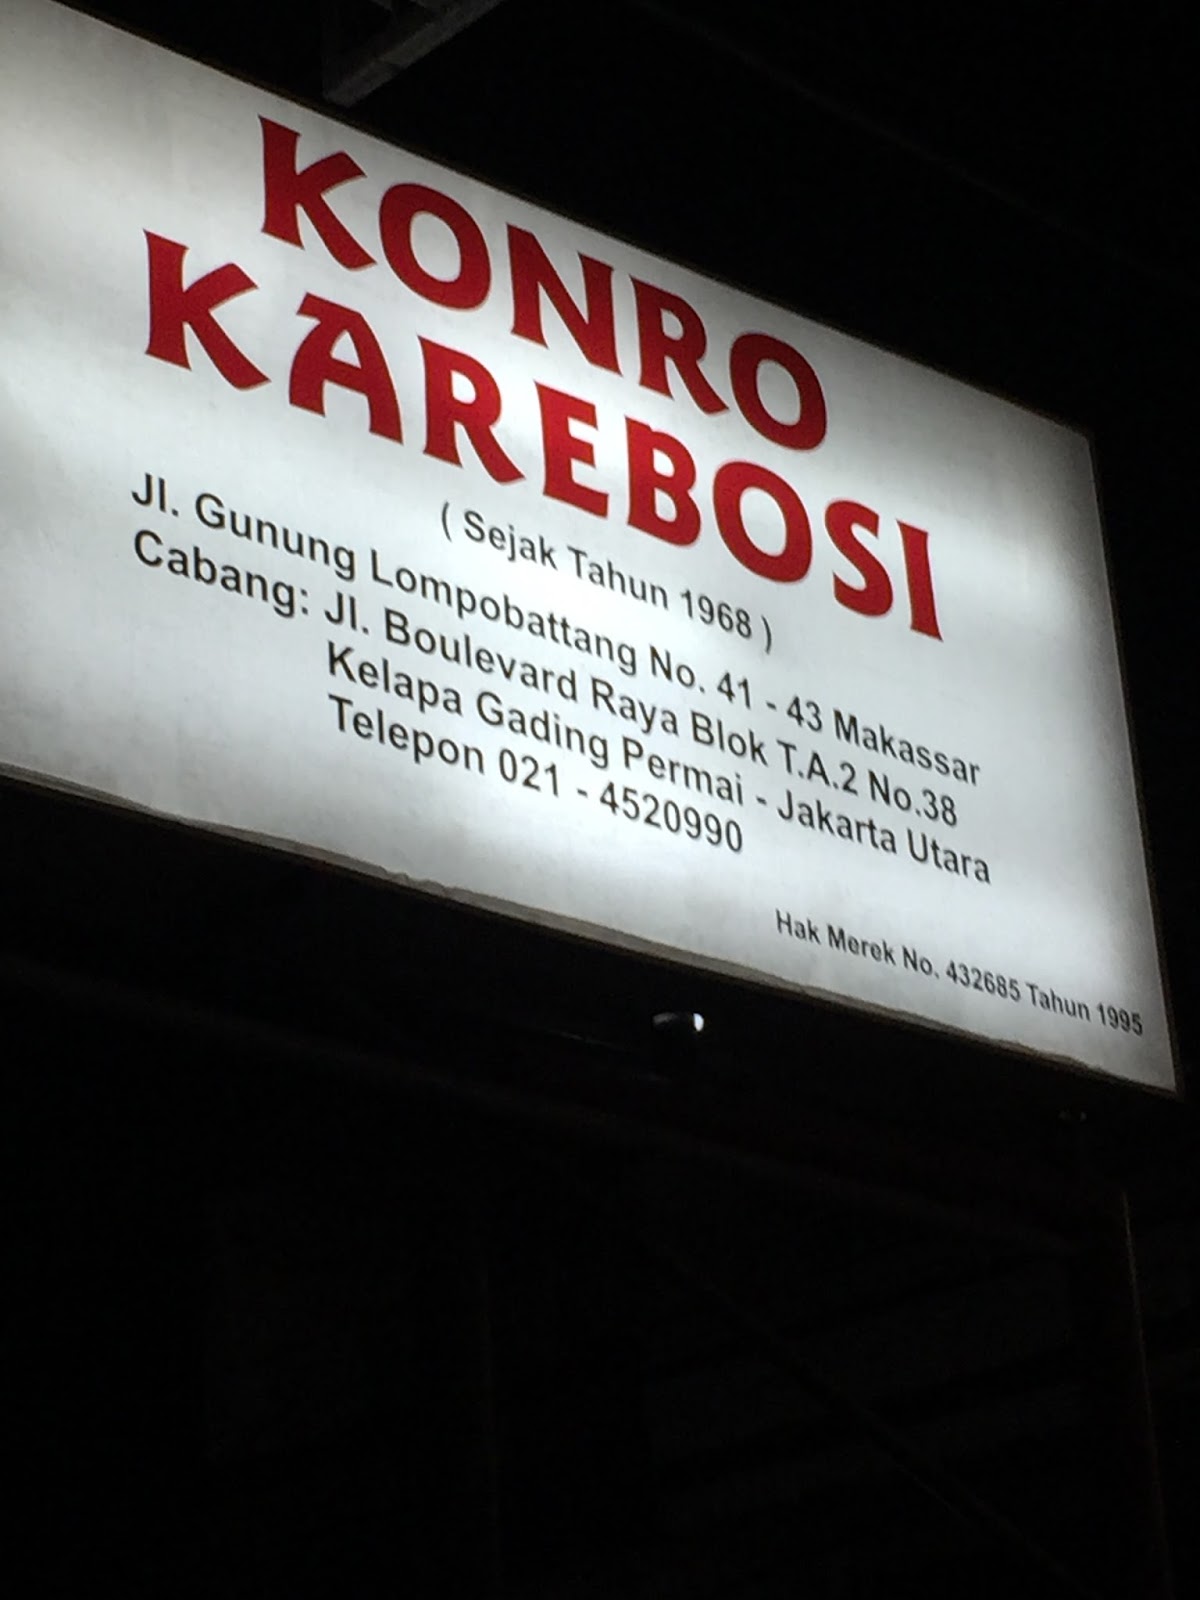 KONRO
KAREBOSI
( Sejak Tahun 1968 )
Jl. Gunung Lompobattang No. 41 - 43 Makassar
Cabang: Jl. Boulevard Raya Blok T.A.2 No.38
Kelapa Gading Permai - Jakarta Utara
Telepon 021 - 4520990
Hak Merek No. 432685 Tahun 1995